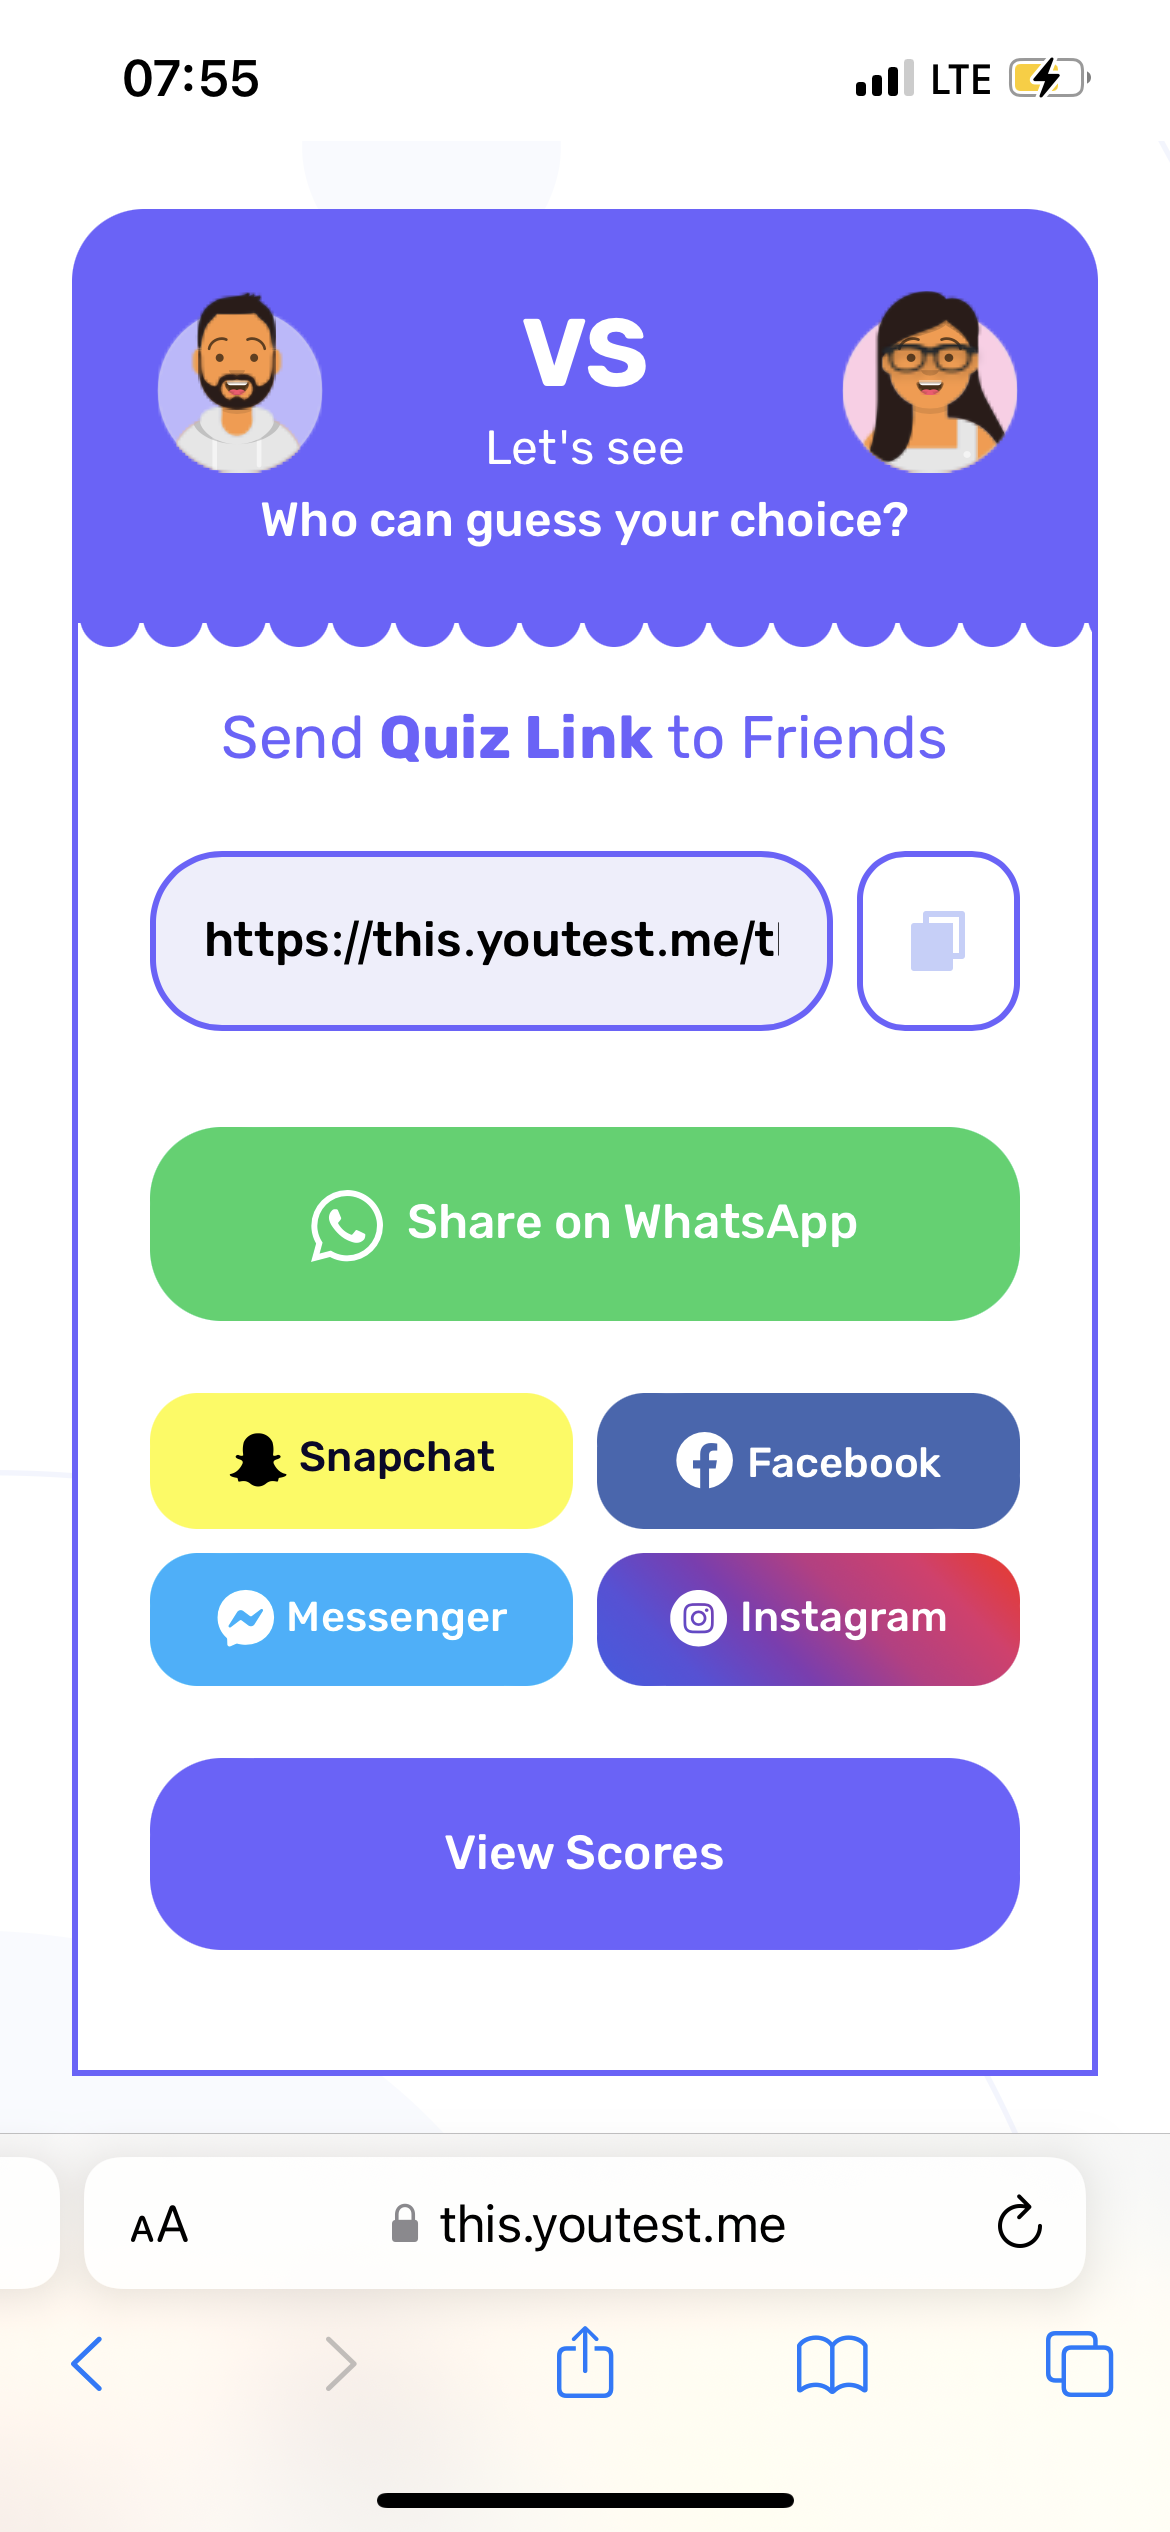 07:55
LTE
VS
Let's see
Who can guess your choice?
Send Quiz Link to Friends
https://this.youtest.me/t
Share on WhatsApp
Snapchat
Facebook
Messenger
Instagram
View Scores
AA
this.youtest.me